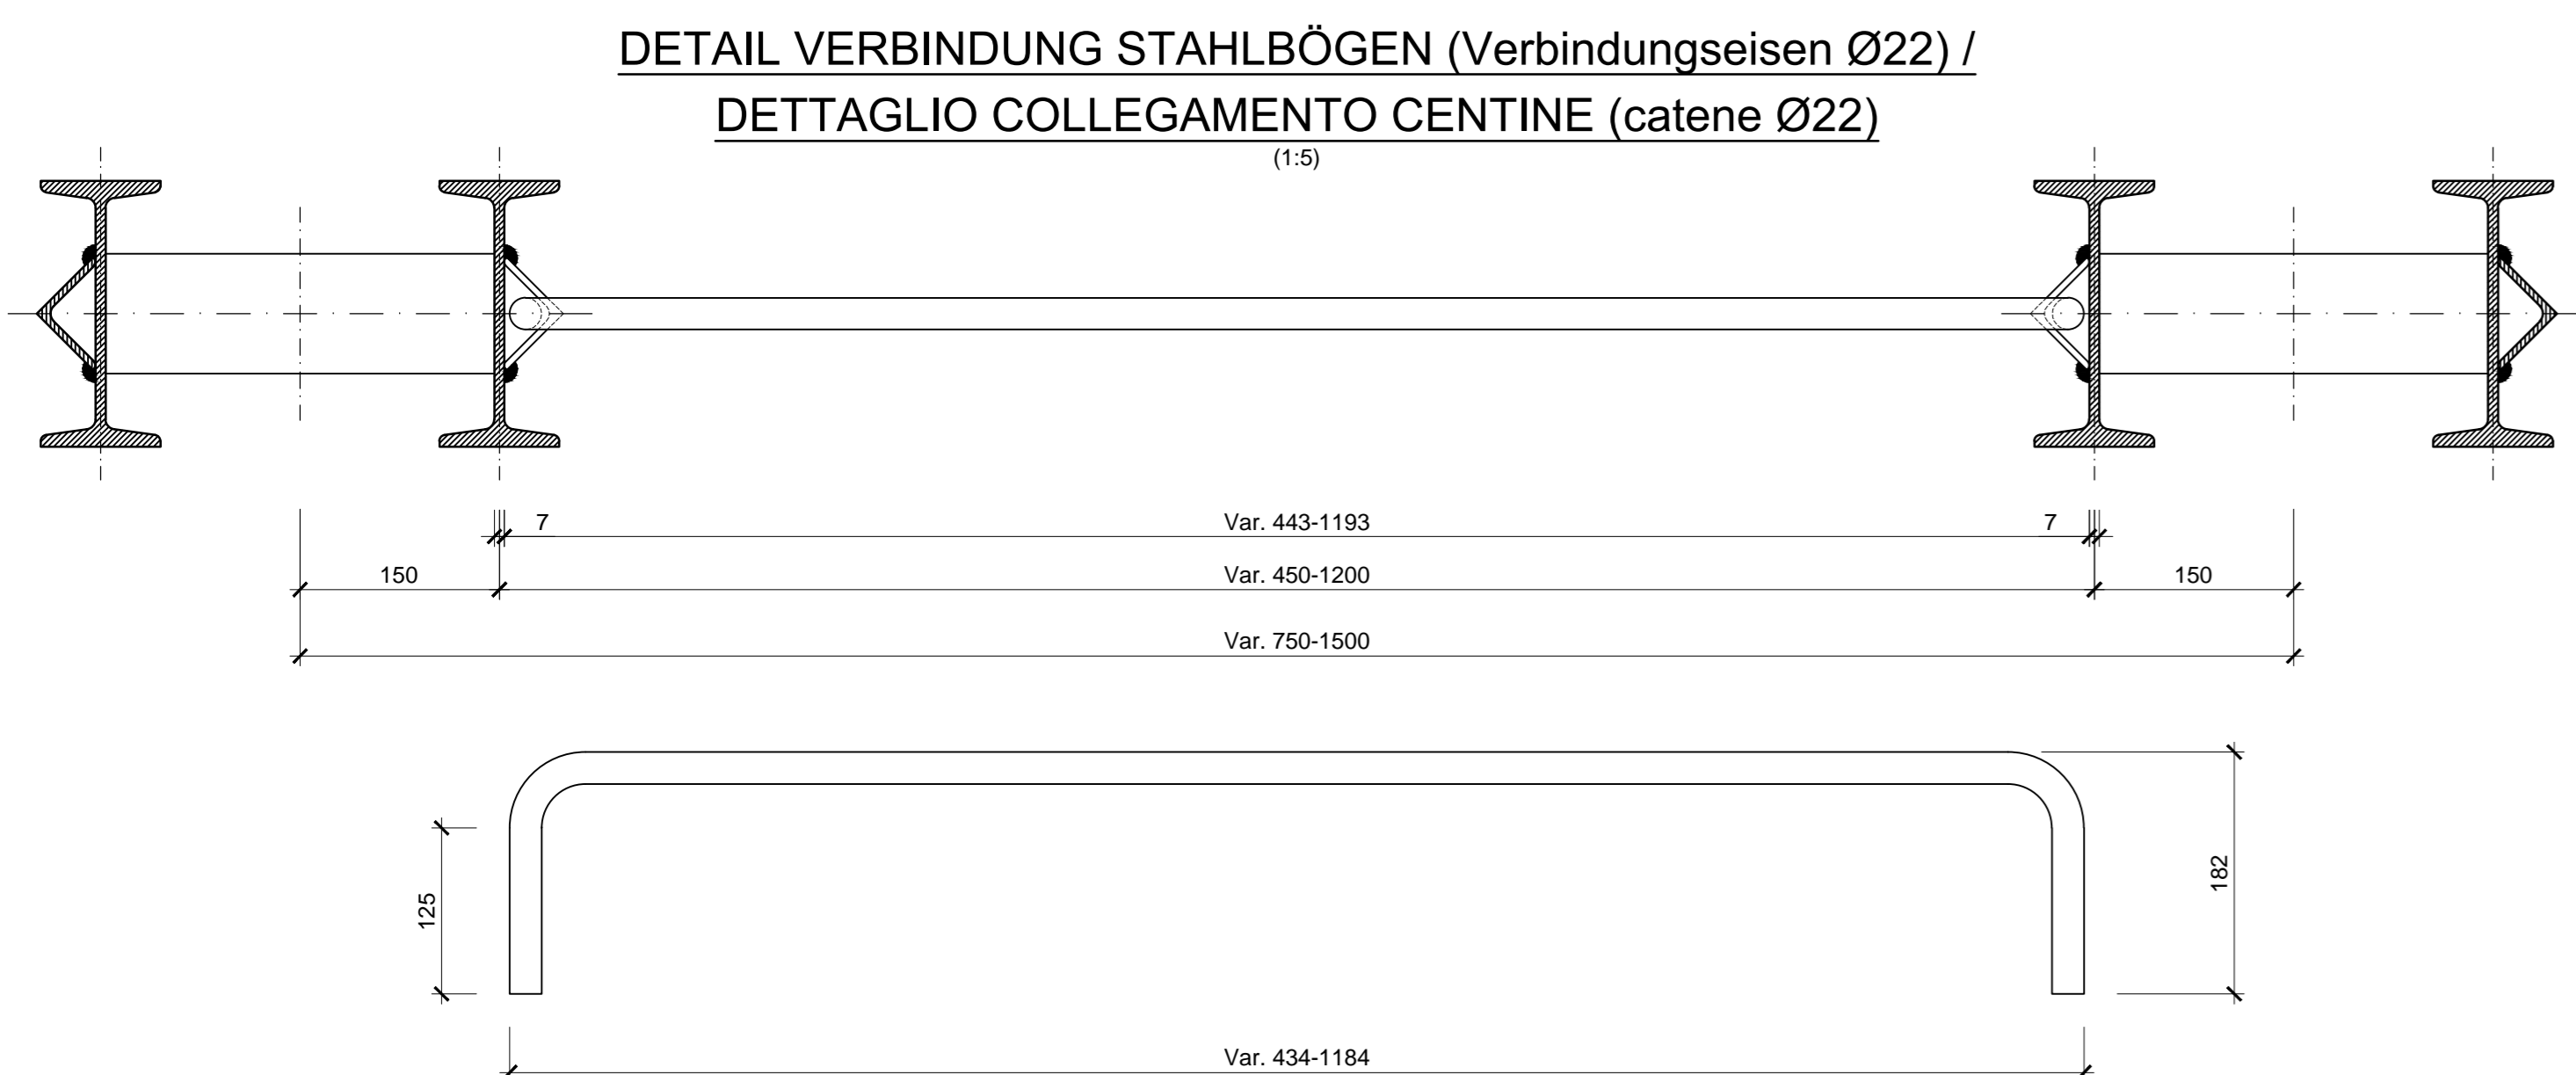 DETAIL VERBINDUNG STAHLBÖGEN (Verbindungseisen Ø22) /
DETTAGLIO COLLEGAMENTO CENTINE (catene Ø22)
(1:5)
7 Var. 443-1193 7
150 Var. 450-1200 150
Var. 750-1500
125
182
Var. 434-1184